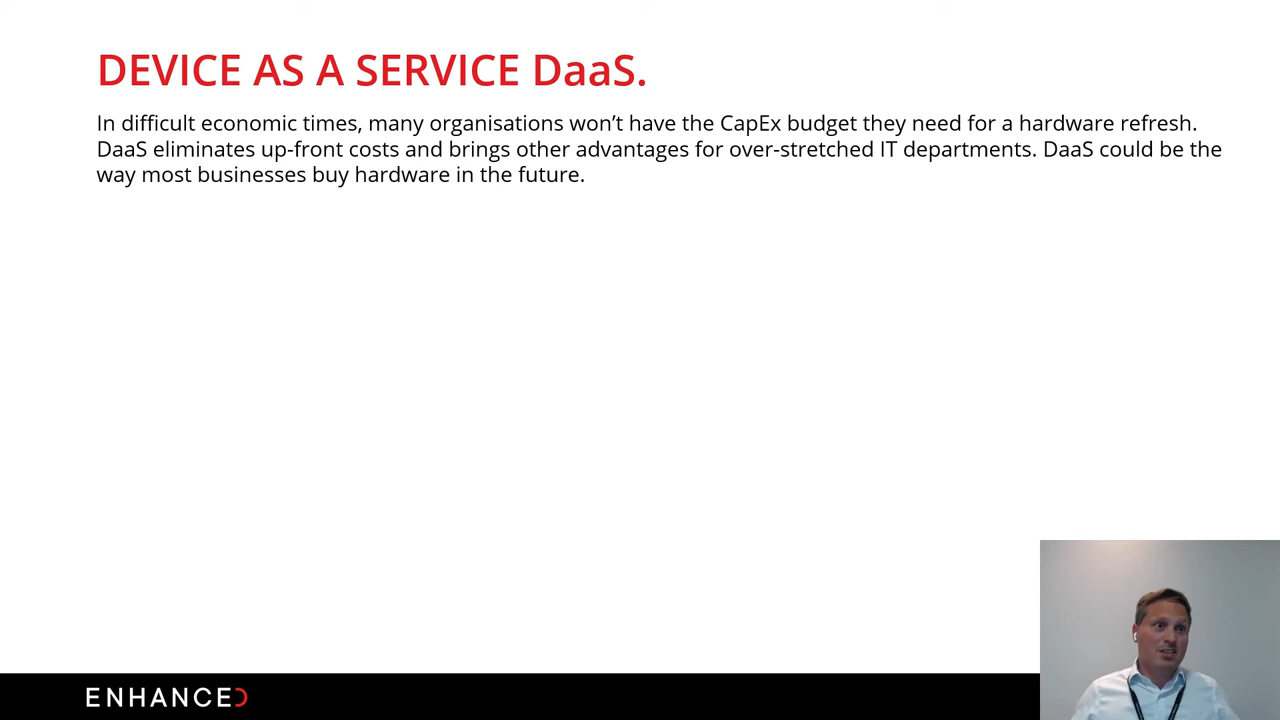 DEVICE AS A SERVICE DaaS.
In difficult economic times, many organisations won’t have the CapEx budget they need for a hardware refresh.
DaaS eliminates up-front costs and brings other advantages for over-stretched IT departments. DaaS could be the
way most businesses buy hardware in the future.
ENHANCED